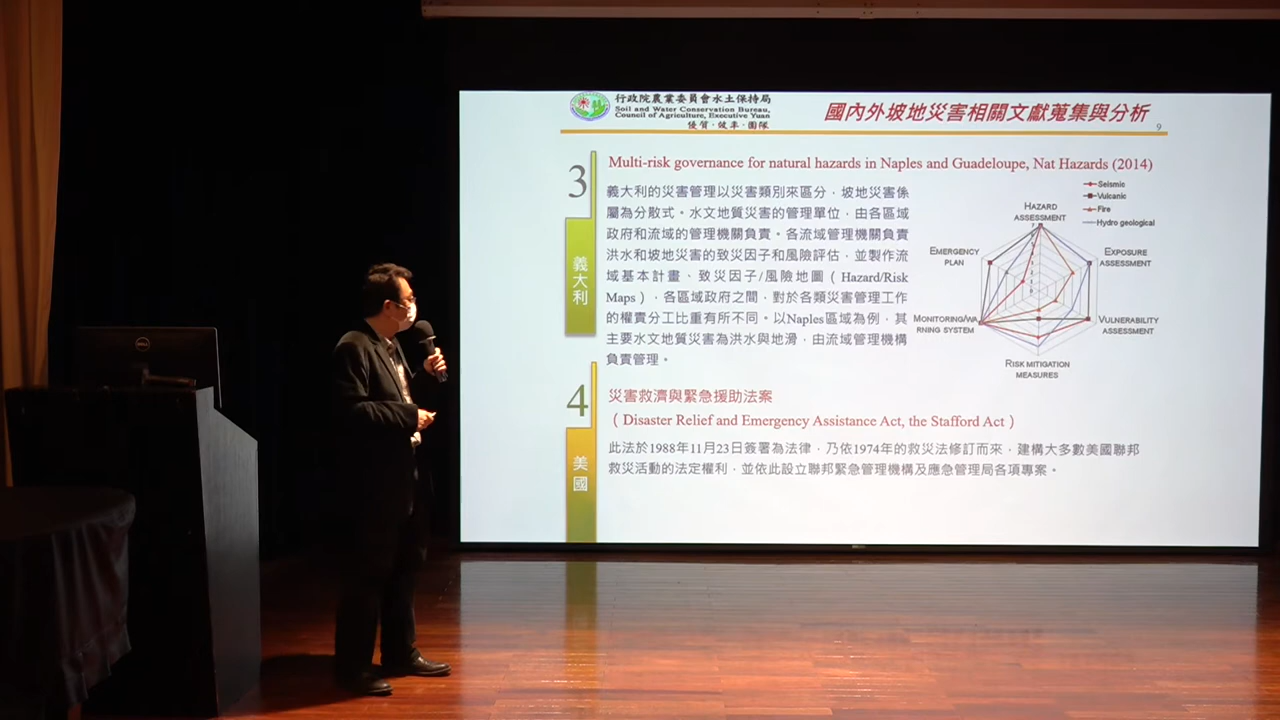 行政院農業委員會水土保持局
Soil and Water Conservation Bureau,
Council of Agriculture, Executive Yuan
優質·效率·團隊
國內外坡地災害相關文獻蒐集與分析
9
3
義大利
Multi-risk governance for natural hazards in Naples and Guadeloupe, Nat Hazards (2014)
義大利的災害管理以災害類別來區分，坡地災害係
屬為分散式。水文地質災害的管理單位，由各區域
政府和流域的管理機關負責。各流域管理機關負責
洪水和坡地災害的致災因子和風險評估，並製作流
域基本計畫、致災因子/風險地圖（Hazard/Risk
Maps），各區域政府之間，對於各類災害管理工作
的權責分工比重有所不同。以Naples區域為例，其
主要水文地質災害為洪水與地滑，由流域管理機構
負責管理。
Seismic
Vulcanic
Fire
Hydro geological
HAZARD
ASSESSMENT
EXPOSURE
ASSESSMENT
VULNERABILITY
ASSESSMENT
RISK MITIGATION
MEASURES
MONITORING/WA
RNING SYSTEM
EMERGENCY
PLAN
4
美國
災害救濟與緊急援助法案
（Disaster Relief and Emergency Assistance Act, the Stafford Act）
此法於1988年11月23日簽署為法律，乃依1974年的救災法修訂而來，建構大多數美國聯邦
救災活動的法定權利，並依此設立聯邦緊急管理機構及應急管理局各項專案。
DELL